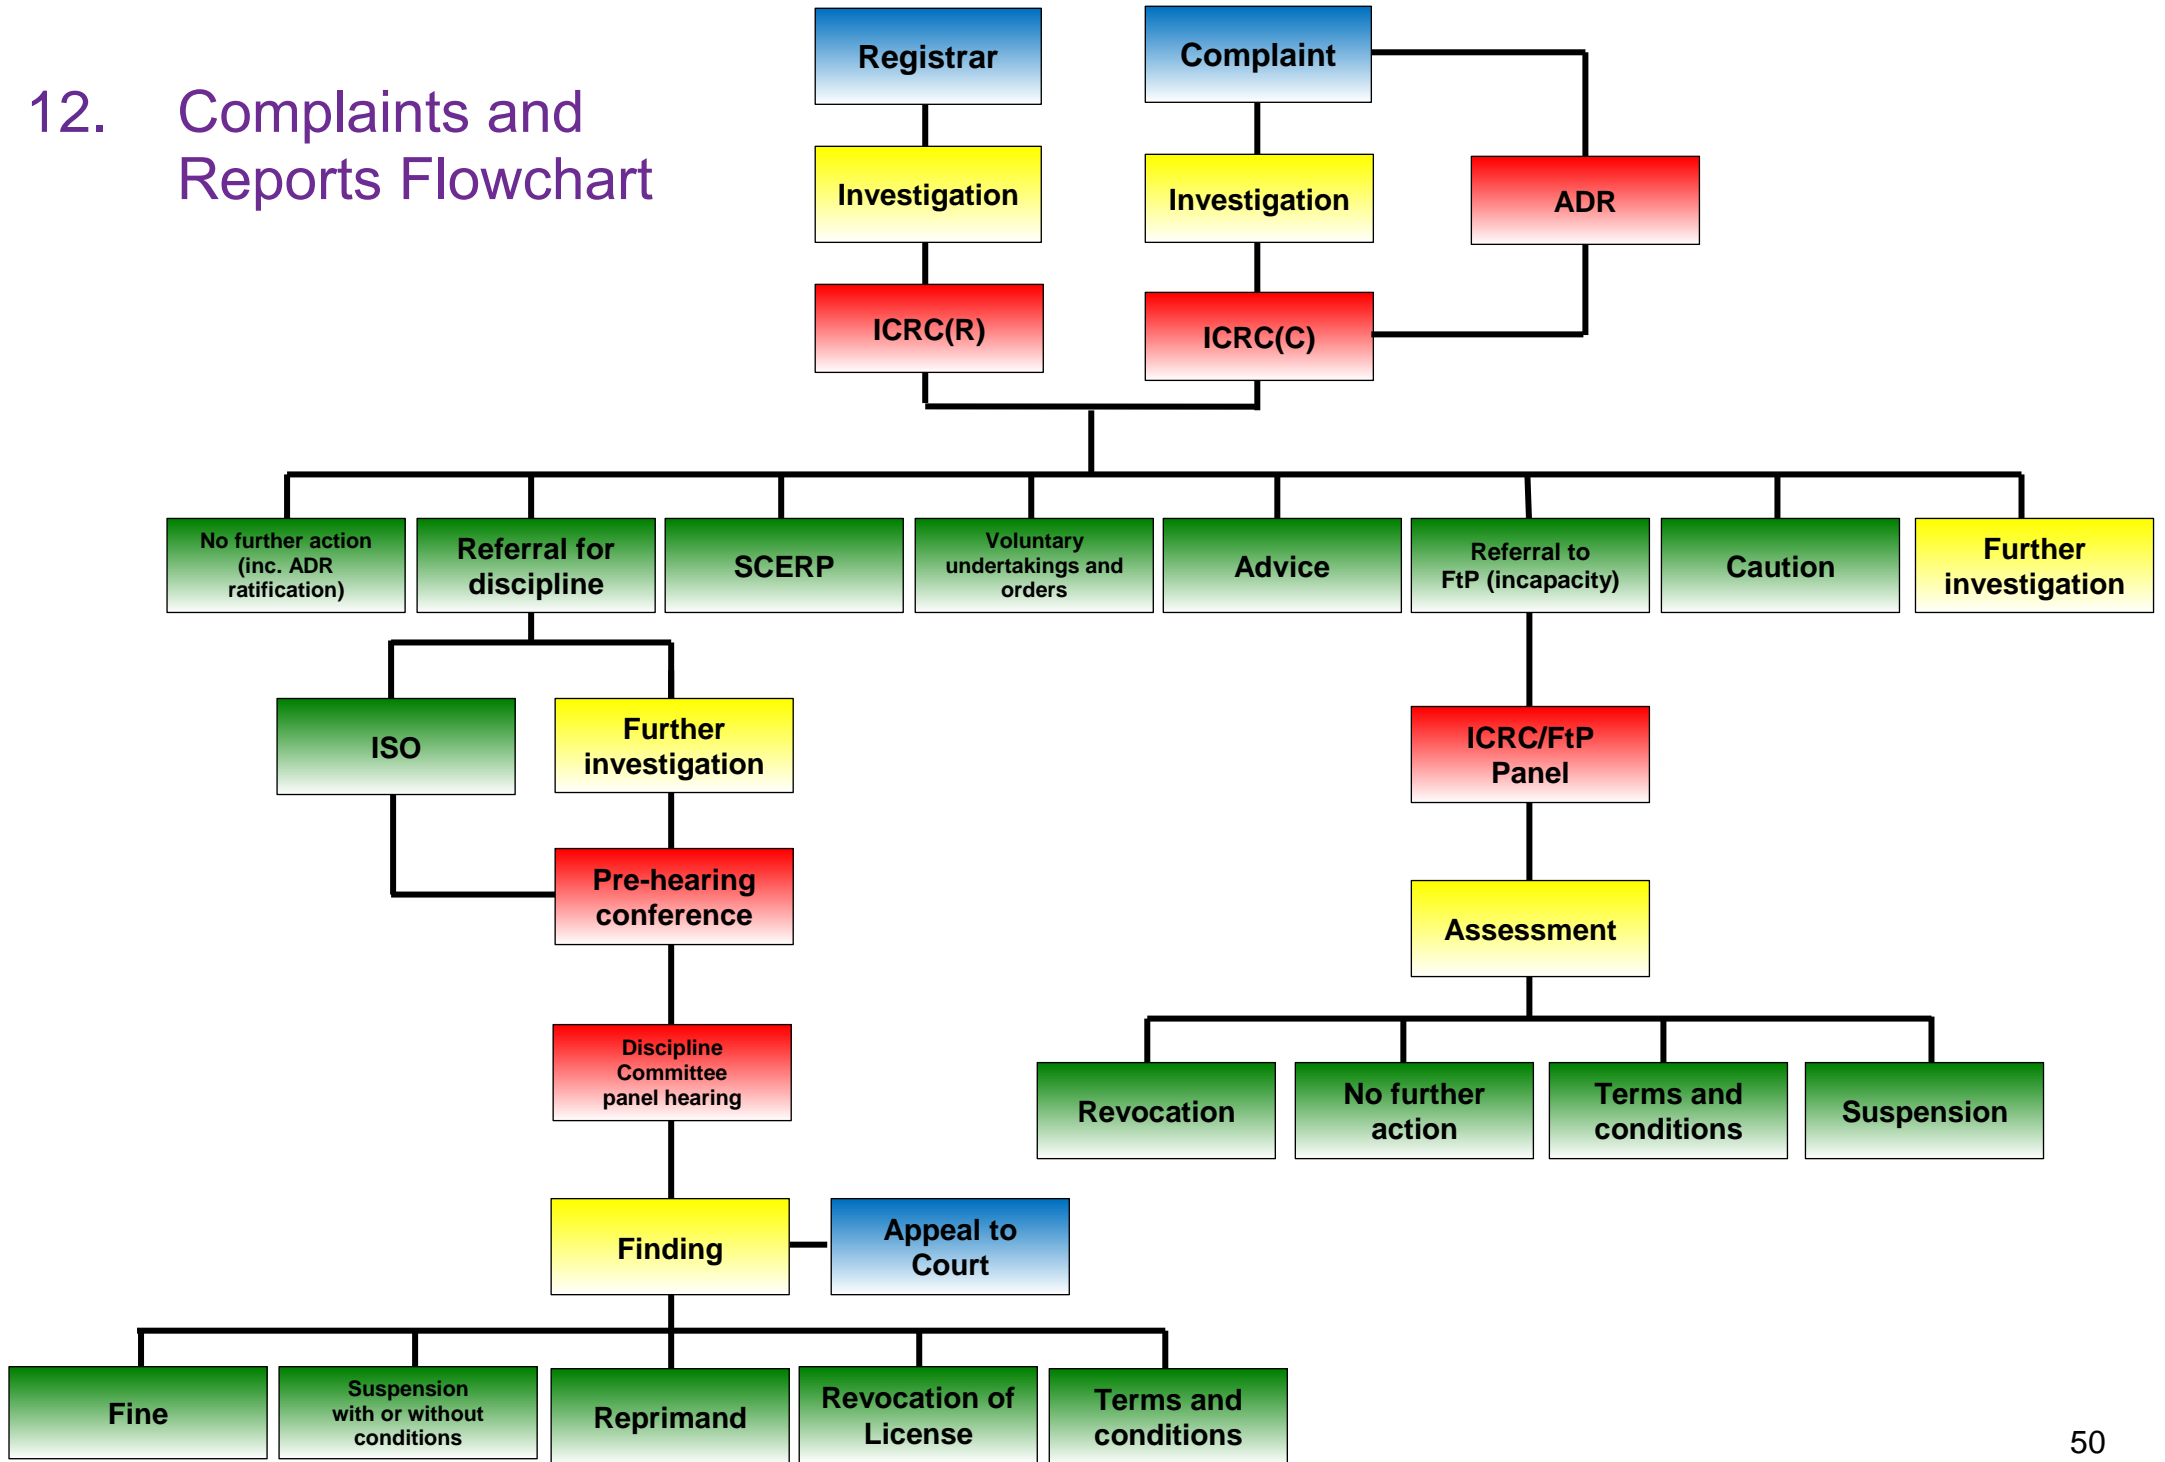 12. Complaints and
Reports Flowchart
Registrar
Complaint
Investigation
Investigation
ADR
ICRC(R)
ICRC(C)
No further action
(inc. ADR
ratification)
Referral for
discipline
SCERP
Voluntary
undertakings and
orders
Advice
Referral to
FtP (incapacity)
Caution
Further
investigation
ISO
Further
investigation
ICRC/FtP
Panel
Pre-hearing
conference
Assessment
Discipline
Committee
panel hearing
Revocation
No further
action
Terms and
conditions
Suspension
Finding
Appeal to
Court
Fine
Suspension
with or without
conditions
Reprimand
Revocation of
License
Terms and
conditions
50